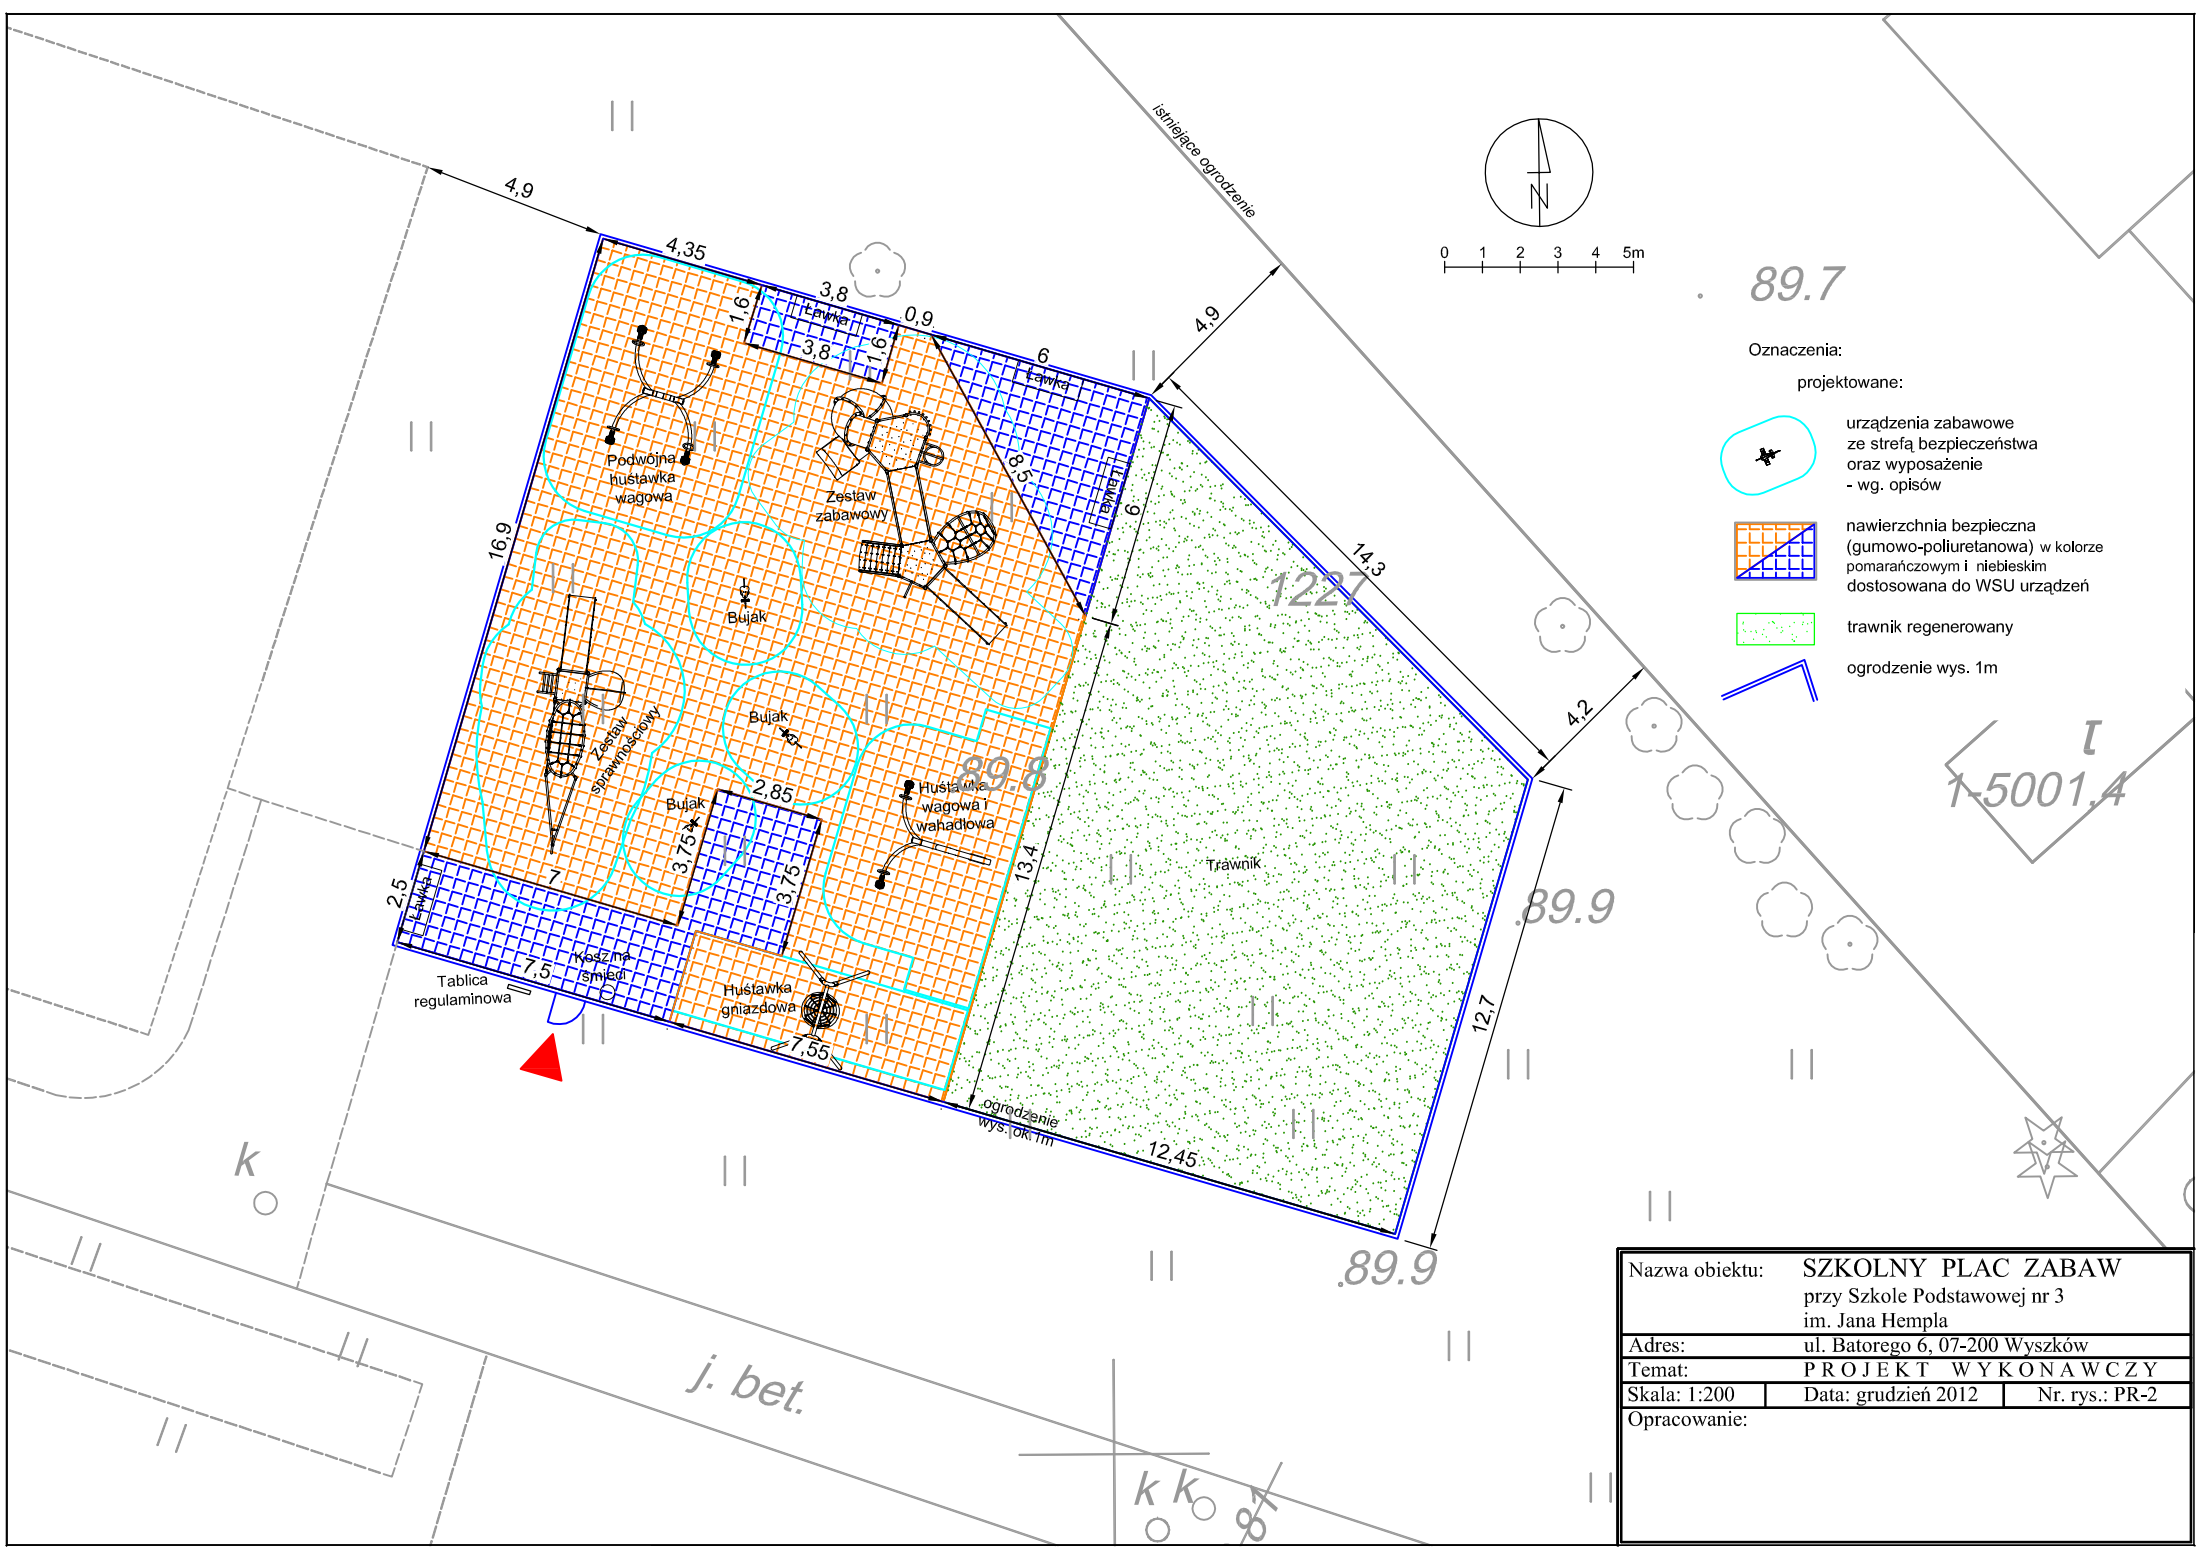 istniejące ogrodzenie
N
0 1 2 3 4 5m
89.7
Oznaczenia:
projektowane:
urządzenia zabawowe
ze strefą bezpieczeństwa
oraz wyposażenie
- wg. opisów
nawierzchnia bezpieczna
(gumowo-poliuretanowa) w kolorze
pomarańczowym i niebieskim
dostosowana do WSU urządzeń
trawnik regenerowany
ogrodzenie wys. 1m
4,9
4,35
3,8
0,9
6
4,9
1,6
Ławka
3,8
1,6
Ławka
Ławka
6
8,5
14,3
4,2
16,9
Podwójna
huśtawka
wagowa
Zestaw
zabawowy
Bujak
1227
Zestaw
sprawnościowy
Bujak
Bujak
2,85
3,75
3,75
89.8
Huśtawka
wagowa i
wahadłowa
13,4
Trawnik
1-5001.4
89.9
12,7
7
2,5
Ławka
Tablica
regulaminowa
7,5
Kosz na
śmieci
Huśtawka
gniazdowa
7,55
ogrodzenie
wys. ok. 1m
12,45
89.9
k
j. bet.
k k
81
Nazwa obiektu: SZKOLNY PLAC ZABAW
przy Szkole Podstawowej nr 3
im. Jana Hempla
Adres: ul. Batorego 6, 07-200 Wyszków
Temat: PROJEKT WYKONAWCZY
Skala: 1:200 Data: grudzień 2012 Nr. rys.: PR-2
Opracowanie: